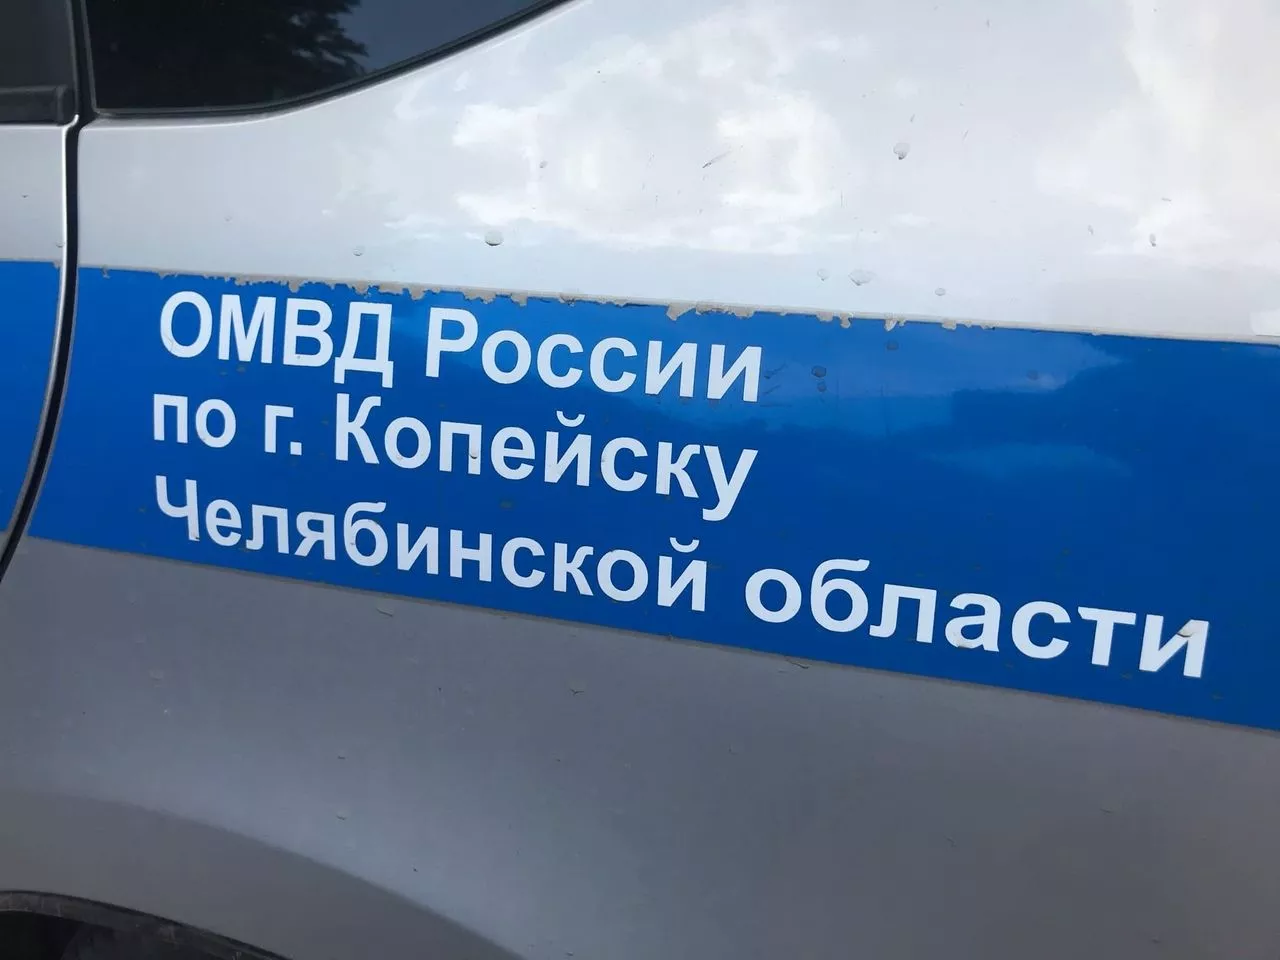 ОМВД России
по г. Копейску
Челябинской области